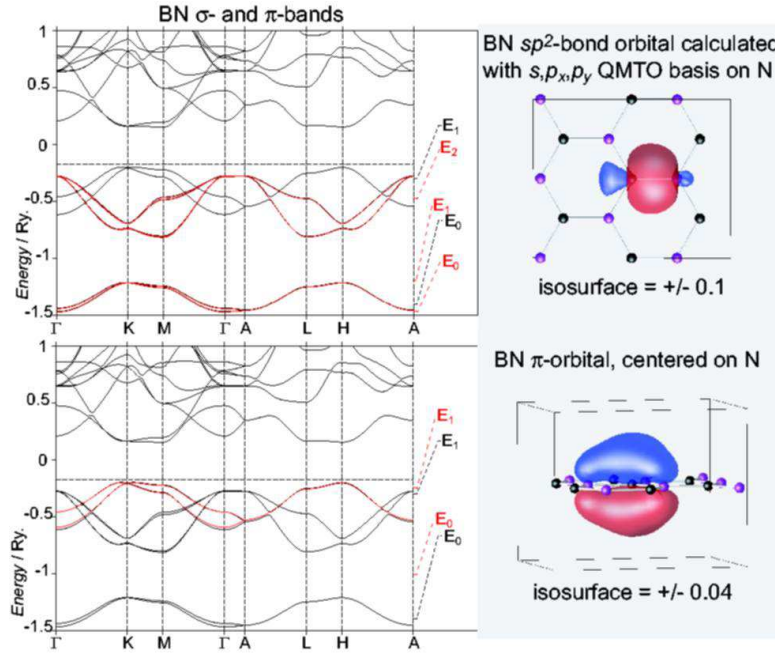 BN σ- and π-bands
1
0.5
0
-0.5
-1
-1.5
Energy / Ry.
Γ K M Γ A L H A
E1
E2
E1
E0
E0
BN sp²-bond orbital calculated
with s,px,py QMTO basis on N
isosurface = +/- 0.1
1
0.5
0
-0.5
-1
-1.5
Energy / Ry.
Γ K M Γ A L H A
E1
E1
E0
E0
BN π-orbital, centered on N
isosurface = +/- 0.04